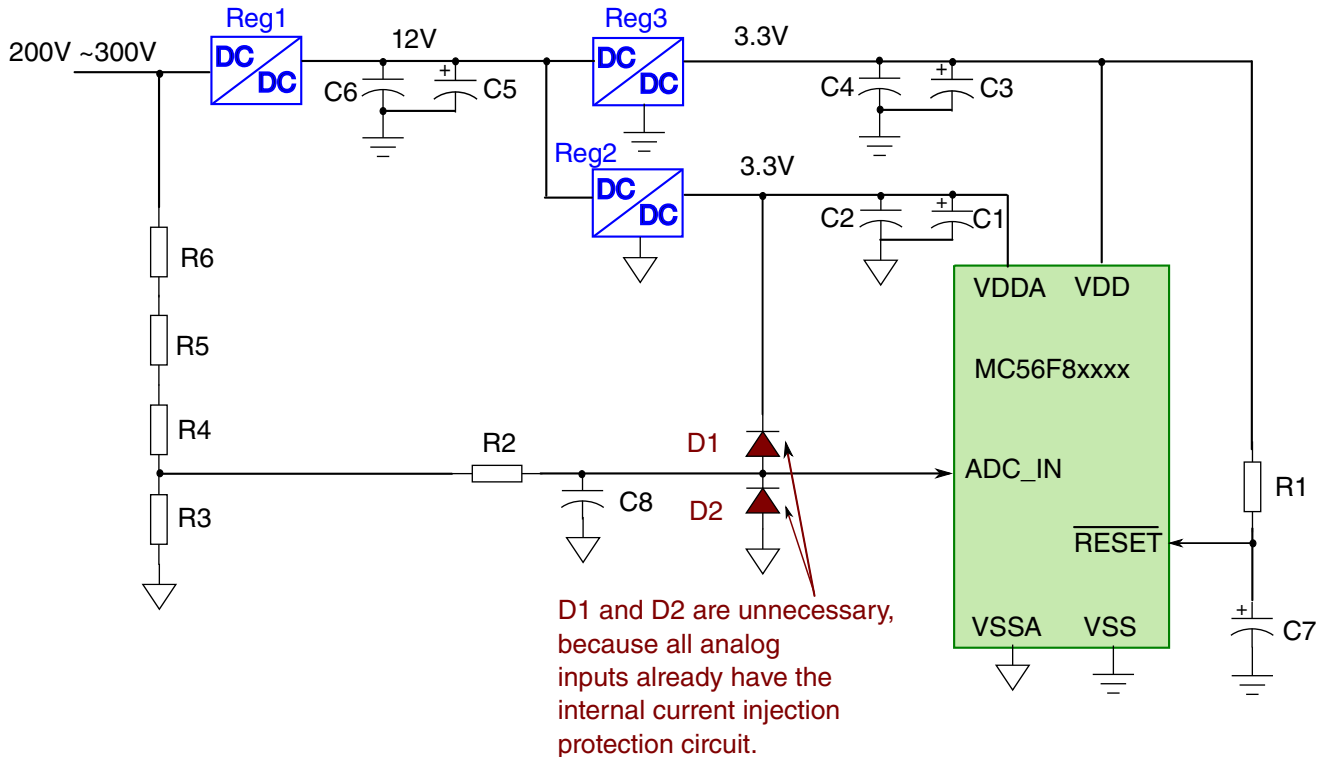 Reg1
Reg3
200V ~300V
12V
3.3V
DC
DC
DC
DC
C6
+
C5
C4
+
C3
Reg2
3.3V
DC
DC
C2
+
C1
R6
VDDA
VDD
R5
MC56F8xxxx
R4
R2
D1
ADC_IN
R1
R3
C8
D2
RESET
D1 and D2 are unnecessary,
because all analog
inputs already have the
internal current injection
protection circuit.
VSSA
VSS
+
C7